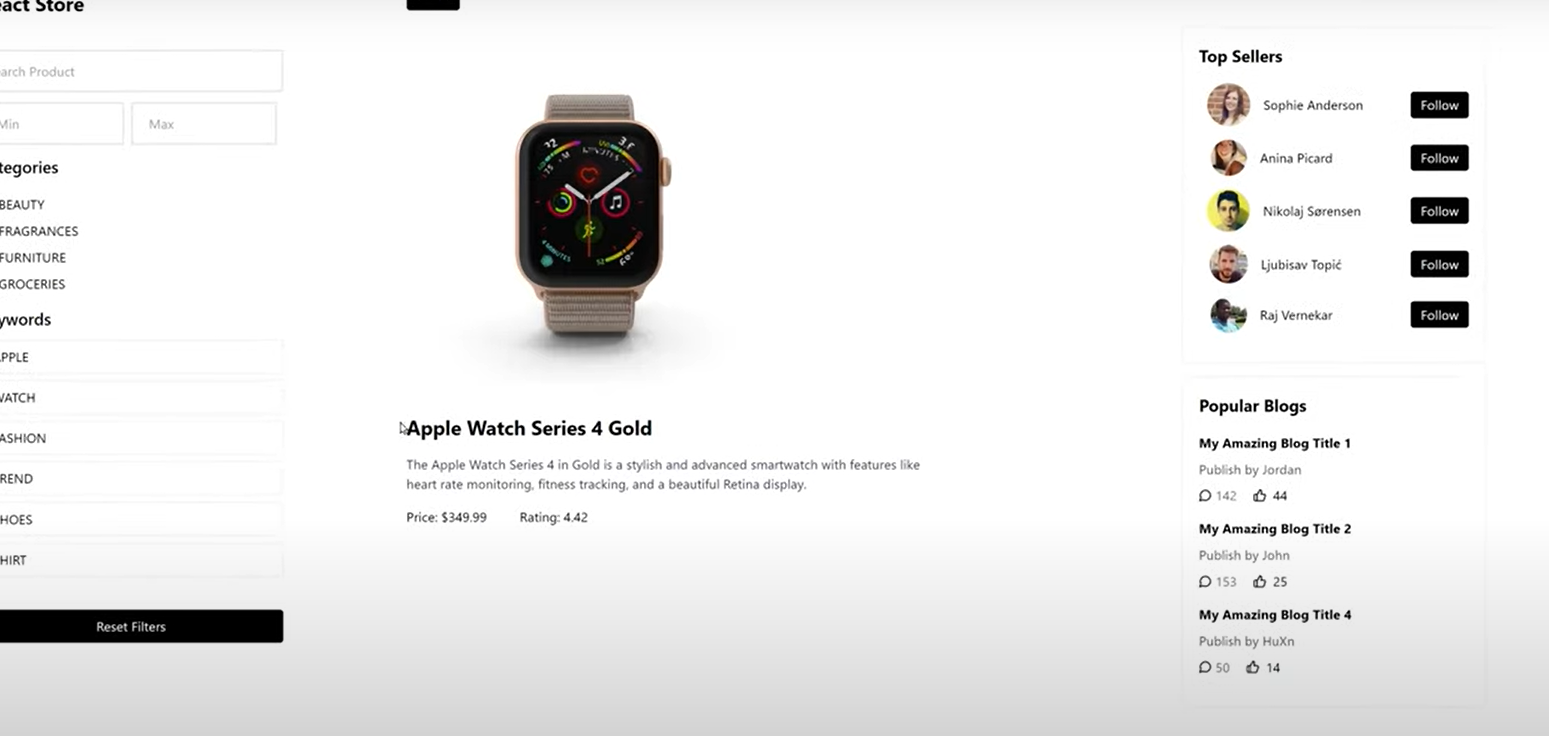 act Store
arch Product
Min
Max
tegories
BEAUTY
FRAGRANCES
FURNITURE
GROCERIES
ywords
PPLE
WATCH
ASHION
REND
HOES
HIRT
Reset Filters
Apple Watch Series 4 Gold
The Apple Watch Series 4 in Gold is a stylish and advanced smartwatch with features like
heart rate monitoring, fitness tracking, and a beautiful Retina display.
Price: $349.99 Rating: 4.42
Top Sellers
Sophie Anderson Follow
Anina Picard Follow
Nikolaj Sørensen Follow
Ljubisav Topić Follow
Raj Vernekar Follow
Popular Blogs
My Amazing Blog Title 1
Publish by Jordan
142 44
My Amazing Blog Title 2
Publish by John
153 25
My Amazing Blog Title 4
Publish by HuXn
50 14